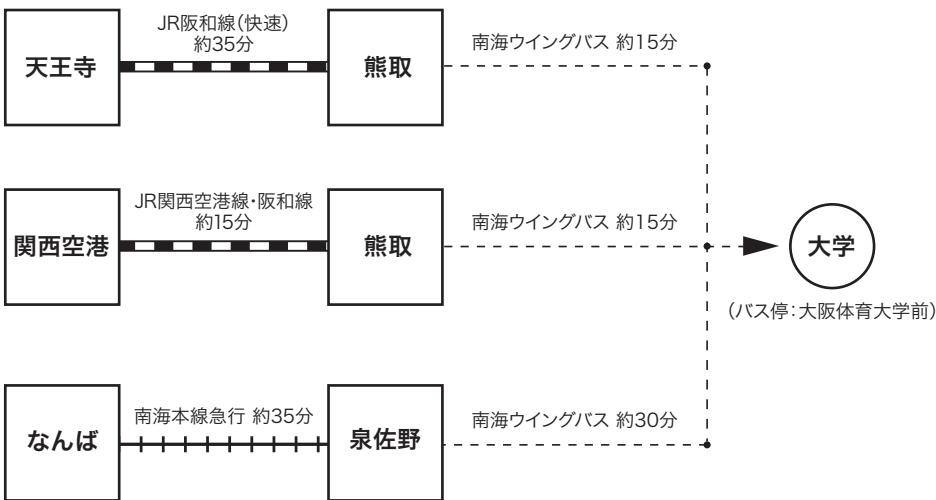 JR阪和線(快速)
約35分
天王寺
熊取
南海ウイングバス 約15分
JR関西空港線・阪和線
約15分
関西空港
熊取
南海ウイングバス 約15分
大学
(バス停:大阪体育大学前)
南海本線急行 約35分
なんば
泉佐野
南海ウイングバス 約30分